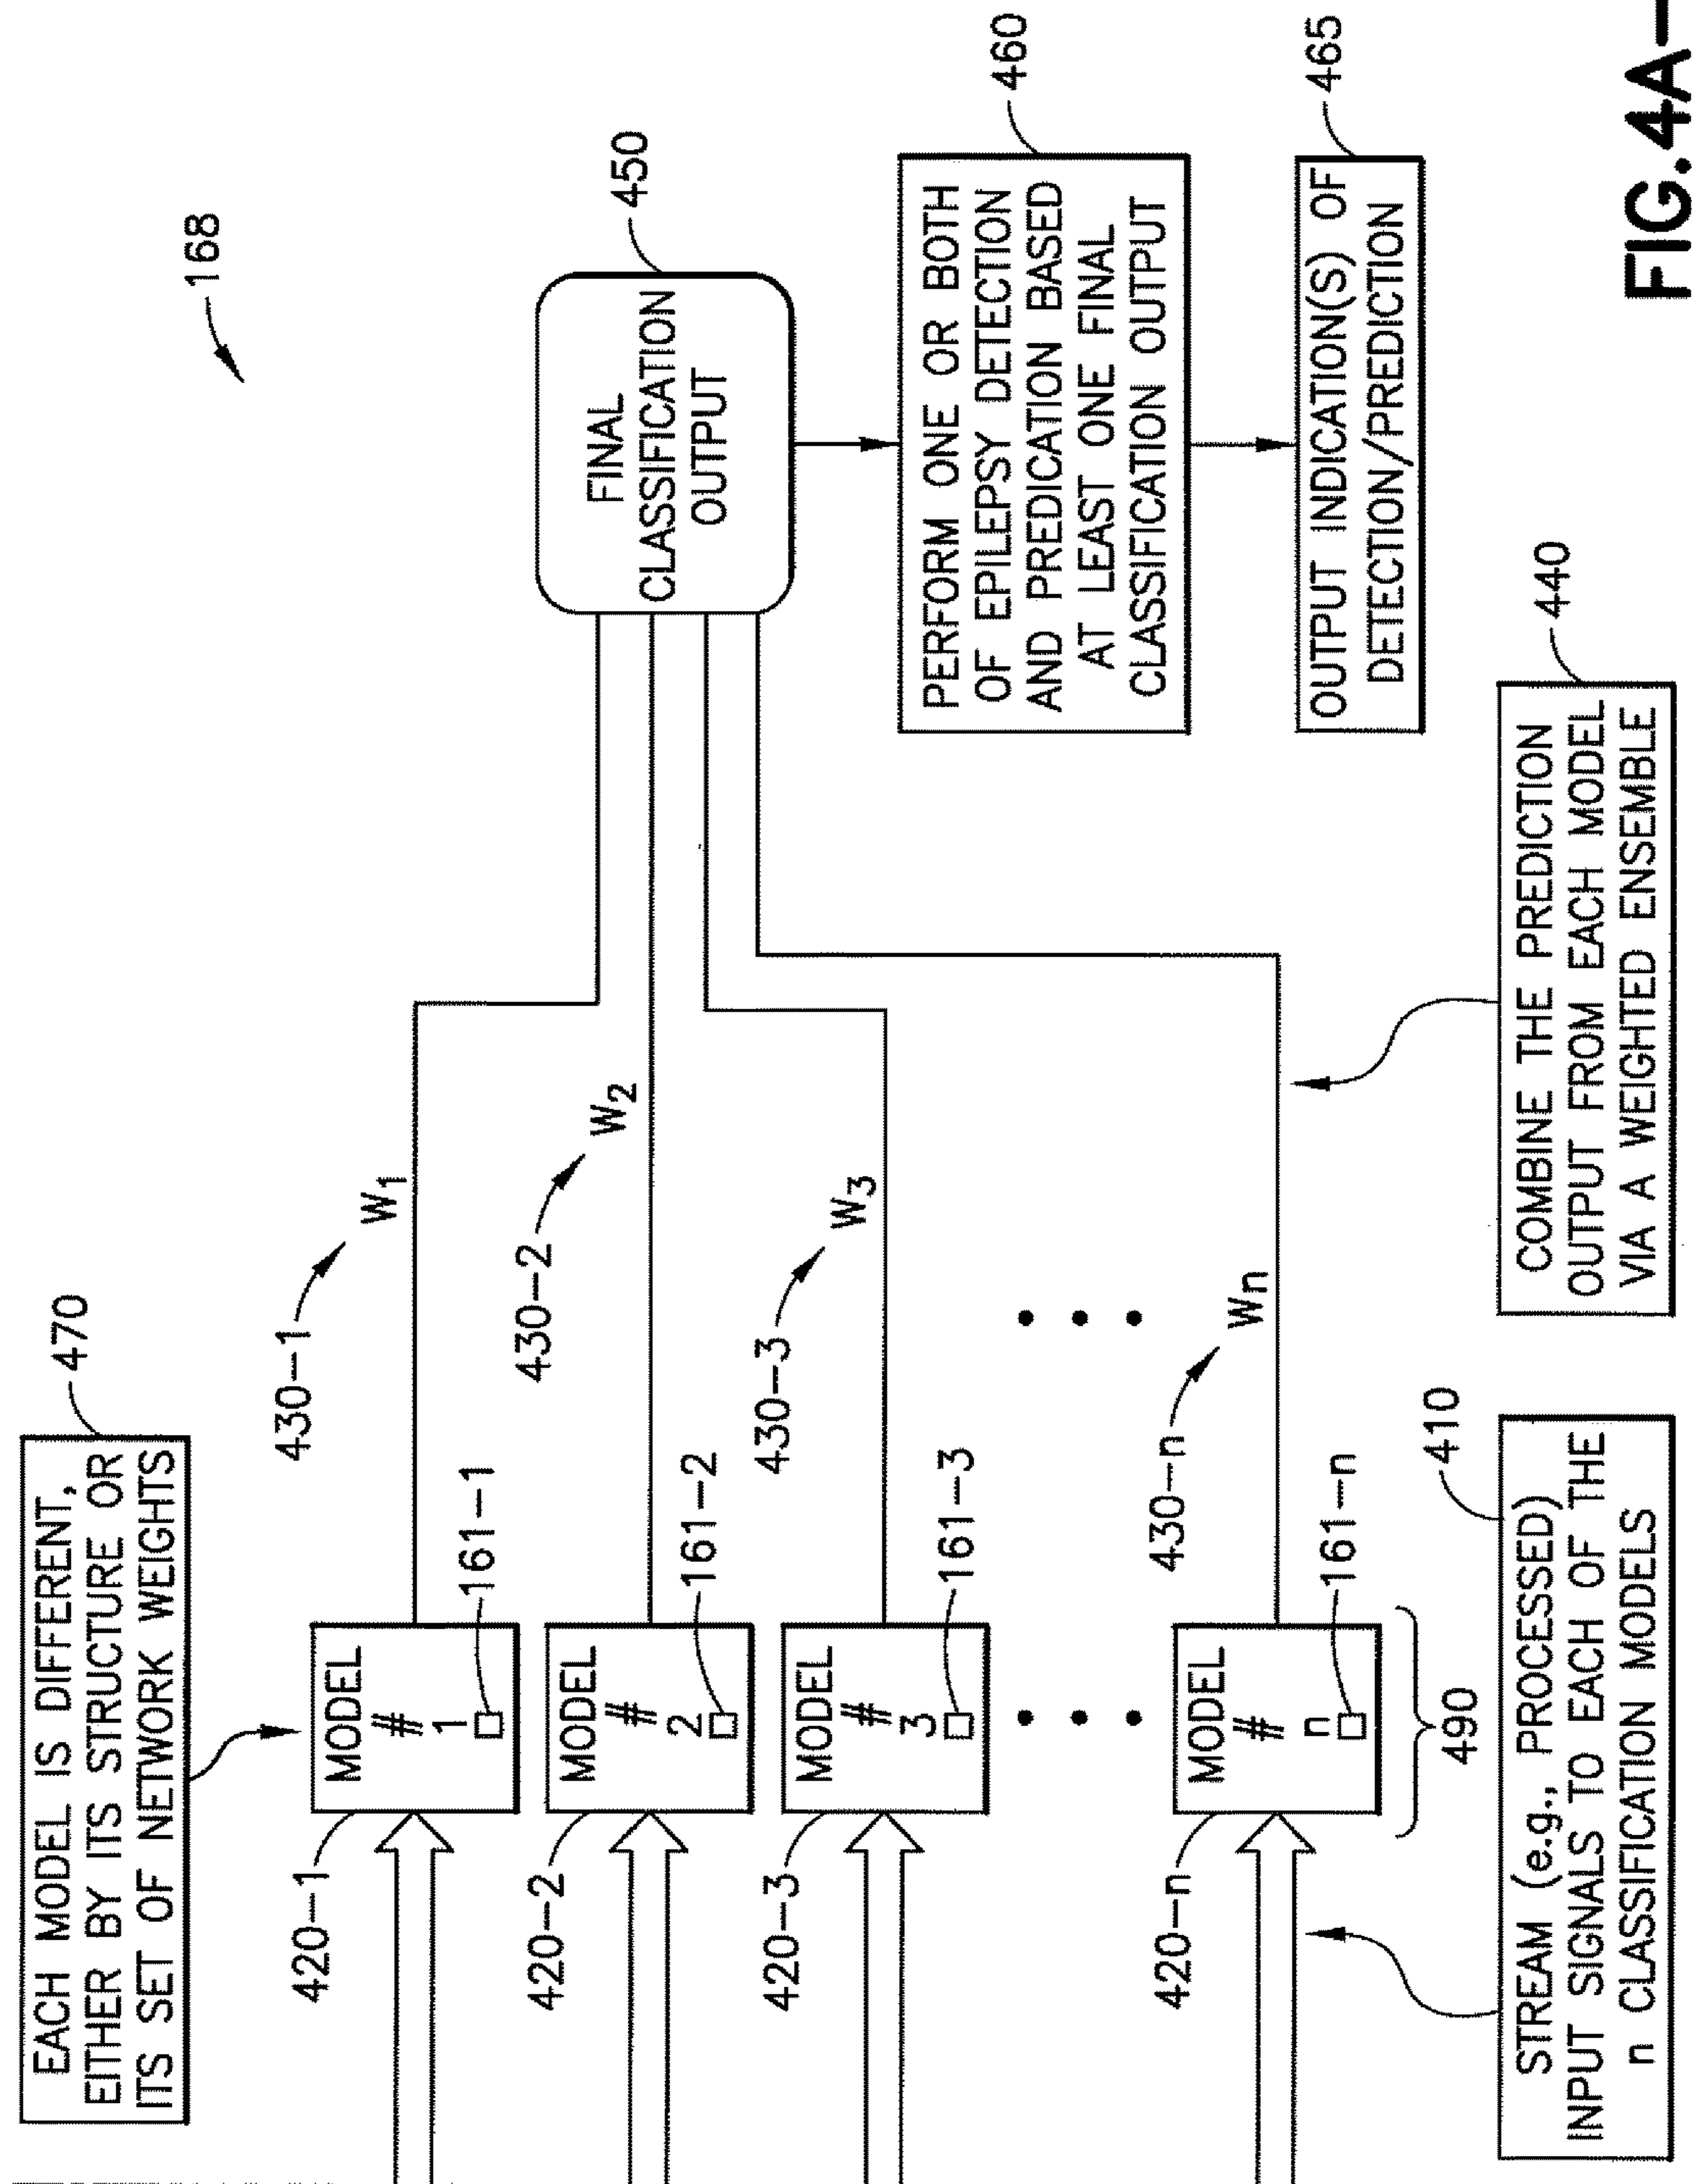 168
EACH MODEL IS DIFFERENT,
EITHER BY ITS STRUCTURE OR
ITS SET OF NETWORK WEIGHTS
470
430-1
W1
420-1
MODEL
#
1
161-1
430-2
W2
420-2
MODEL
#
2
161-2
430-3
W3
420-3
MODEL
#
3
161-3
430-n
Wn
420-n
MODEL
#
n
161-n
490
FINAL
CLASSIFICATION
OUTPUT
450
PERFORM ONE OR BOTH
OF EPILEPSY DETECTION
AND PREDICATION BASED
AT LEAST ONE FINAL
CLASSIFICATION OUTPUT
460
OUTPUT INDICATION(S) OF
DETECTION/PREDICTION
465
STREAM (e.g., PROCESSED)
INPUT SIGNALS TO EACH OF THE
n CLASSIFICATION MODELS
410
COMBINE THE PREDICTION
OUTPUT FROM EACH MODEL
VIA A WEIGHTED ENSEMBLE
440
FIG.4A-